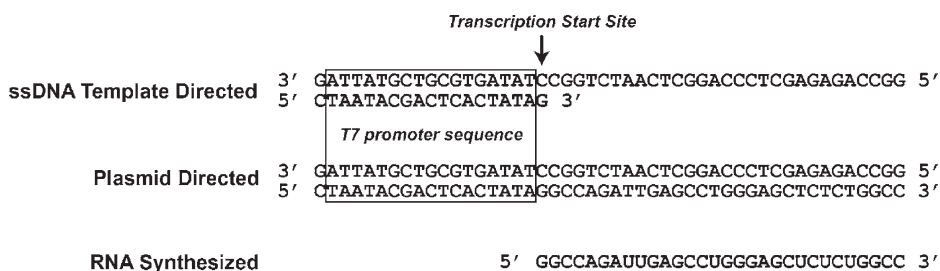 Transcription Start Site
ssDNA Template Directed
3′ GATTATGCTGCGTGATATCCGGTCTAACTCGGACCCTCGAGAGACCGG 5′
5′ CTAATACGACTCACTATAG 3′
T7 promoter sequence
Plasmid Directed
3′ GATTATGCTGCGTGATATCCGGTCTAACTCGGACCCTCGAGAGACCGG 5′
5′ CTAATACGACTCACTATAGGCCAGATTGAGCCTGGGAGCTCTCTGGCC 3′
RNA Synthesized 5′ GGCCAGAUUGAGCCUGGGAGCUCUCUGGCC 3′